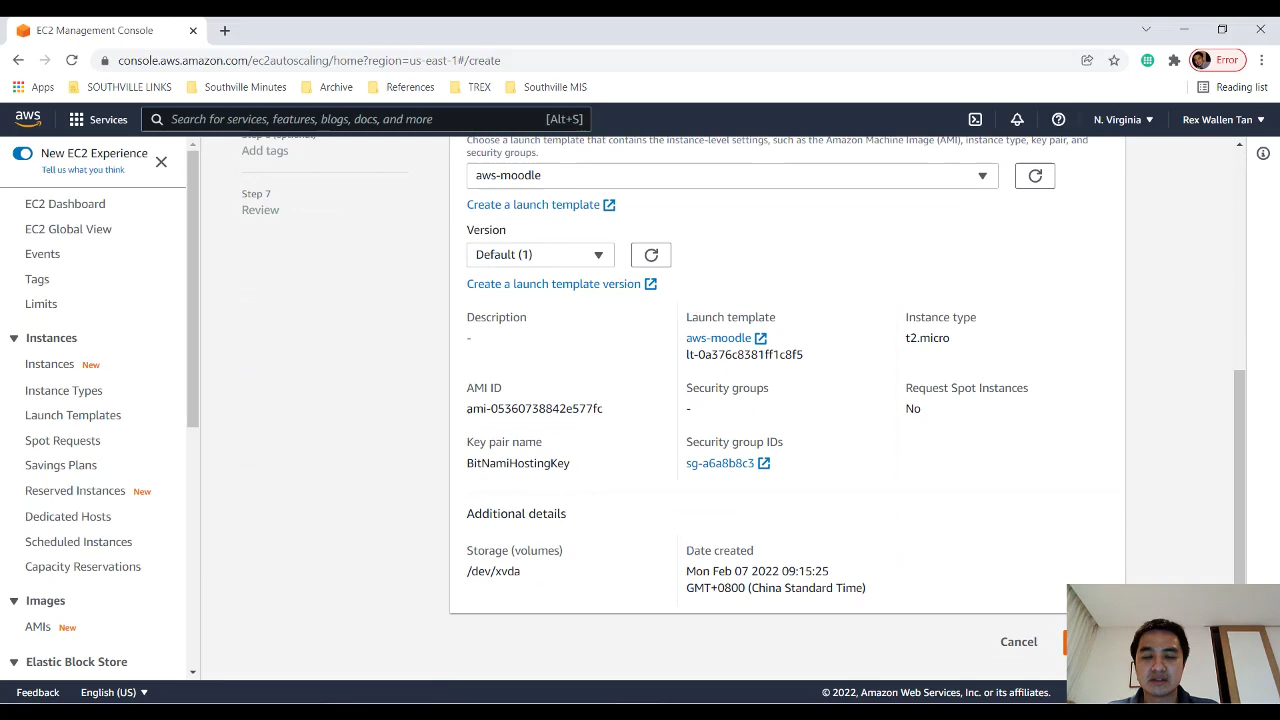 EC2 Management Console
console.aws.amazon.com/ec2autoscaling/home?region=us-east-1#/create
Error
Apps
SOUTHVILLE LINKS
Southville Minutes
Archive
References
TREX
Southville MIS
Reading list
aws
Services
Search for services, features, blogs, docs, and more
[Alt+S]
N. Virginia
Rex Wallen Tan
New EC2 Experience
Tell us what you think
EC2 Dashboard
EC2 Global View
Events
Tags
Limits
Instances
Instances New
Instance Types
Launch Templates
Spot Requests
Savings Plans
Reserved Instances New
Dedicated Hosts
Scheduled Instances
Capacity Reservations
Images
AMIs New
Elastic Block Store
Add tags
Step 7
Review
Choose a launch template that contains the instance-level settings, such as the Amazon Machine Image (AMI), instance type, key pair, and
security groups.
aws-moodle
Create a launch template
Version
Default (1)
Create a launch template version
Description
-
Launch template
aws-moodle
lt-0a376c8381ff1c8f5
Instance type
t2.micro
AMI ID
ami-05360738842e577fc
Security groups
-
Request Spot Instances
No
Key pair name
BitNamiHostingKey
Security group IDs
sg-a6a8b8c3
Additional details
Storage (volumes)
/dev/xvda
Date created
Mon Feb 07 2022 09:15:25
GMT+0800 (China Standard Time)
Cancel
Feedback
English (US)
© 2022, Amazon Web Services, Inc. or its affiliates.